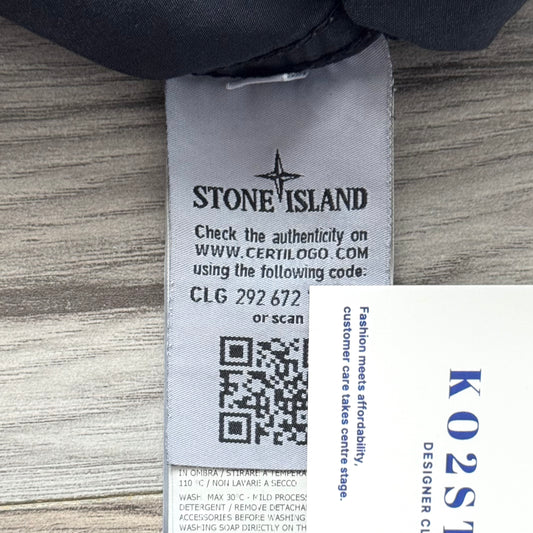 STONE ISLAND
Check the authenticity on
WWW.CERTILOGO.COM
using the following code:
CLG 292 672
or scan
Fashion meets affordability,
customer care takes centre stage.
KO2ST
DESIGNER CL
IN OMBRA / STIRARE A TEMPERA
110 °C / NON LAVARE A SECCO
WASH MAX 30°C - MILD PROCESS
DETERGENT / REMOVE DETACHA
ACCESSORIES BEFORE WASHING
WASHING SOAP DIRECTLY ON TH